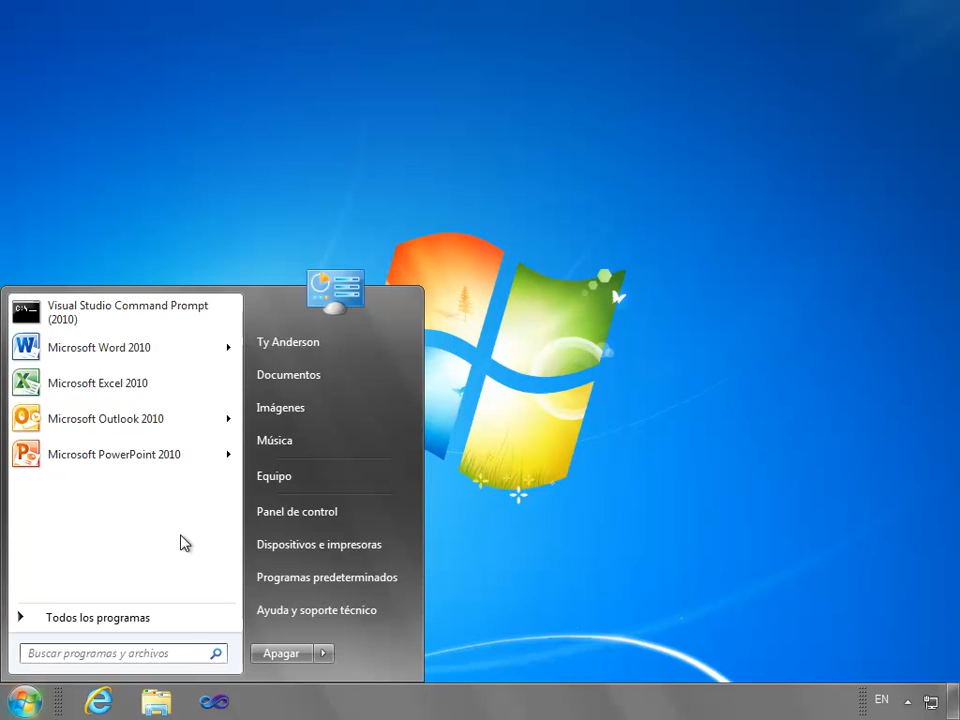 Visual Studio Command Prompt
(2010)
Microsoft Word 2010
Microsoft Excel 2010
Microsoft Outlook 2010
Microsoft PowerPoint 2010
Todos los programas
Buscar programas y archivos
Ty Anderson
Documentos
Imágenes
Música
Equipo
Panel de control
Dispositivos e impresoras
Programas predeterminados
Ayuda y soporte técnico
Apagar
EN